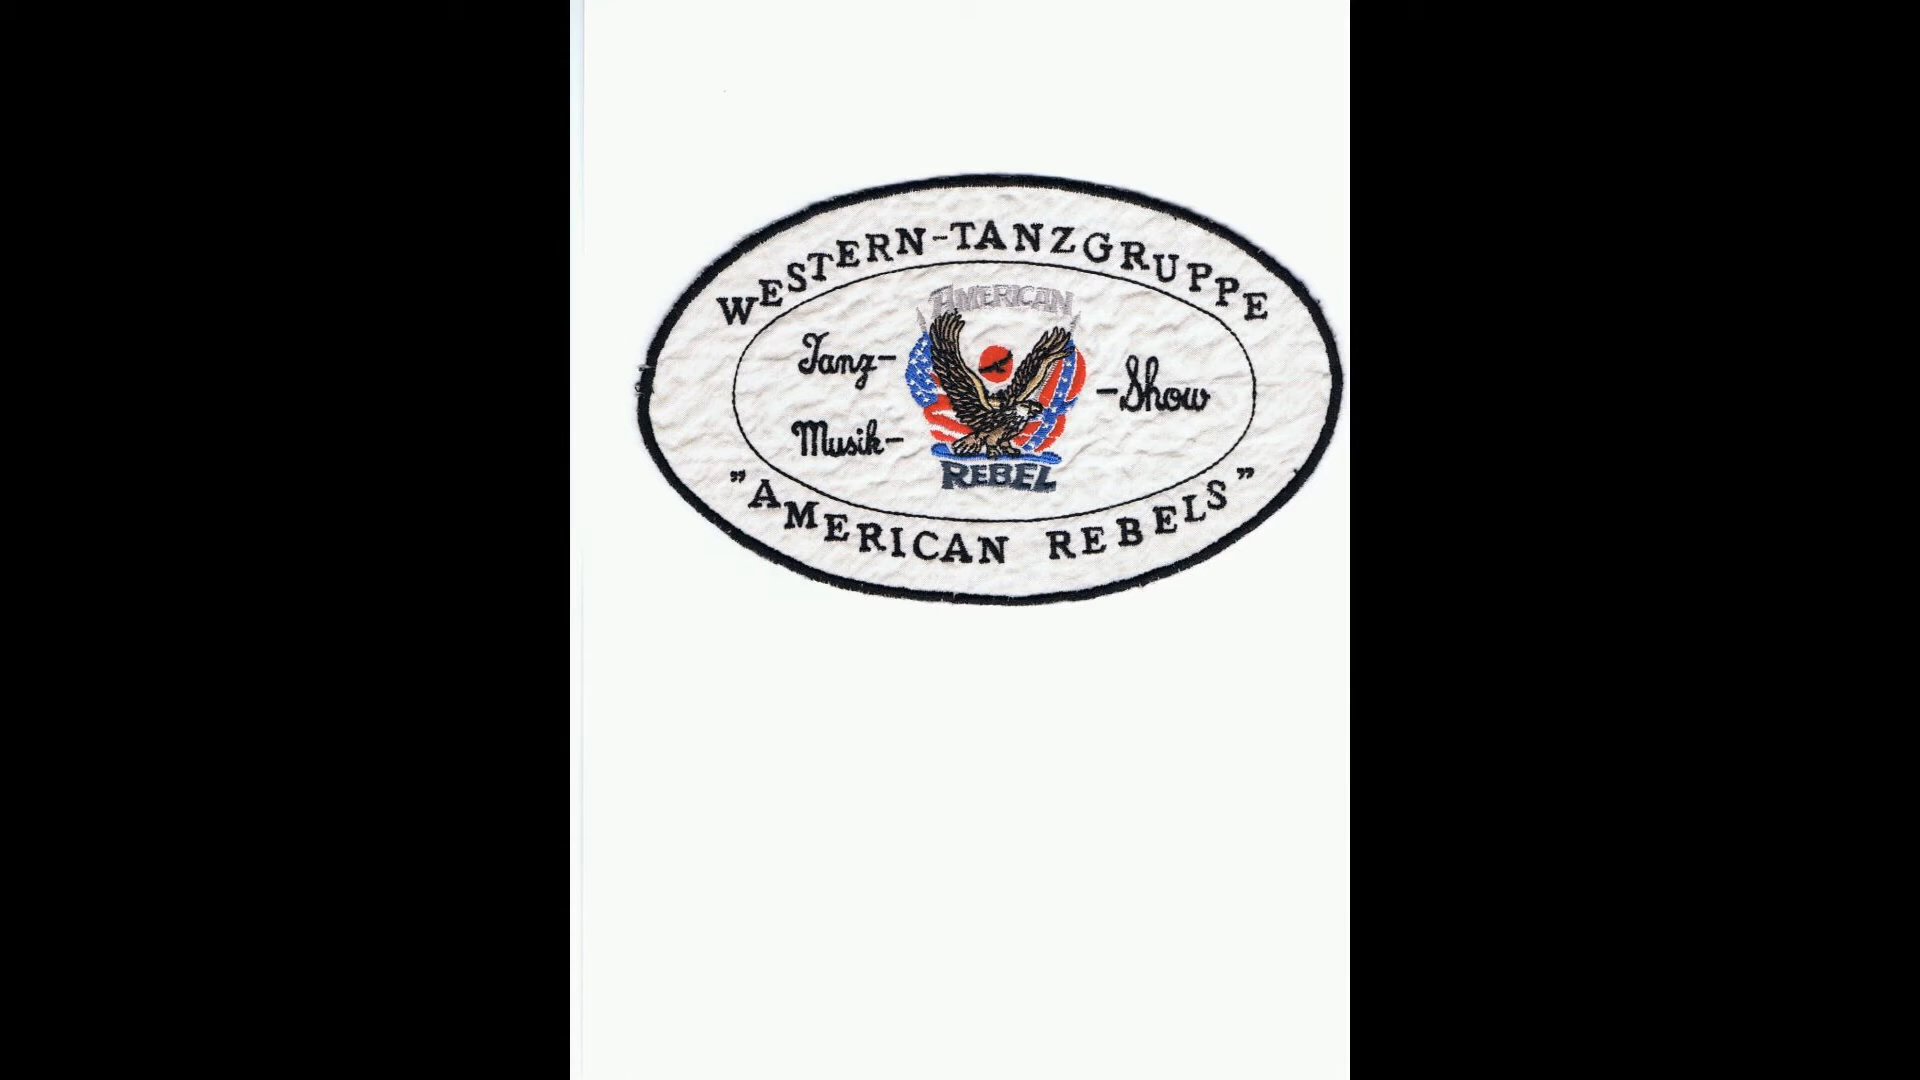 WESTERN-TANZGRUPPE
AMERICAN
Tanz-
-Show
Musik-
REBEL
"AMERICAN REBELS"